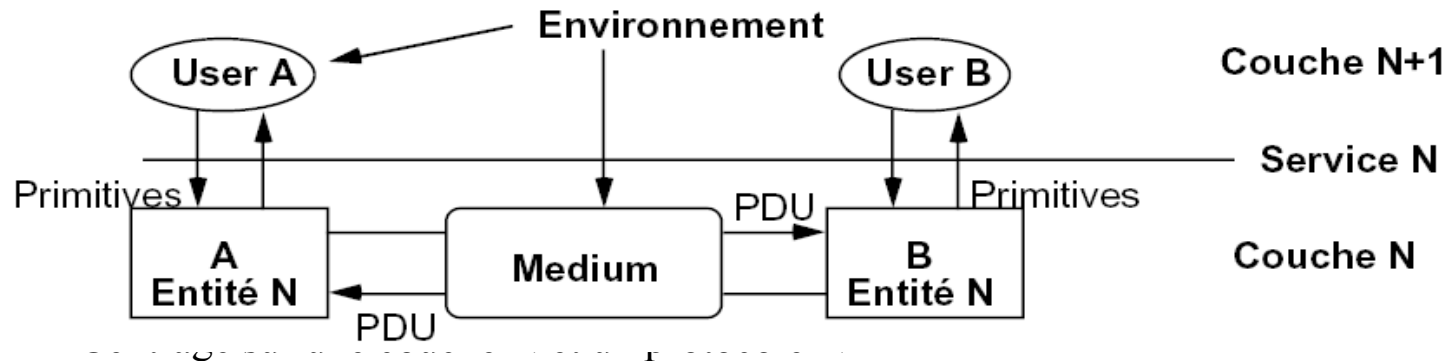 Environnement
User A
User B
Couche N+1
Service N
Primitives
Primitives
PDU
A
Entité N
Medium
B
Entité N
Couche N
PDU